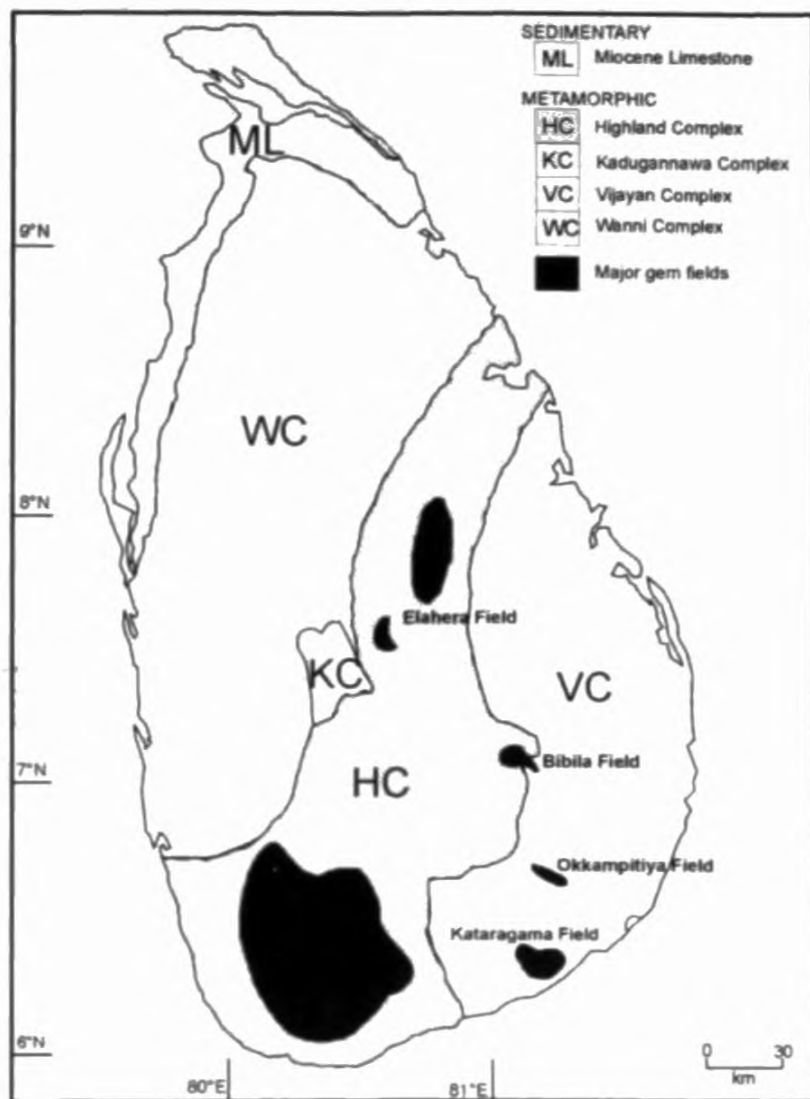 SEDIMENTARY
ML Miocene Limestone
METAMORPHIC
HC Highland Complex
KC Kadugannawa Complex
VC Vijayan Complex
WC Wanni Complex
Major gem fields
ML
9°N
WC
8°N
Elahera Field
KC
VC
7°N
HC
Bibila Field
Okkampitiya Field
Kataragama Field
6°N
0 30
km
80°E
81°E